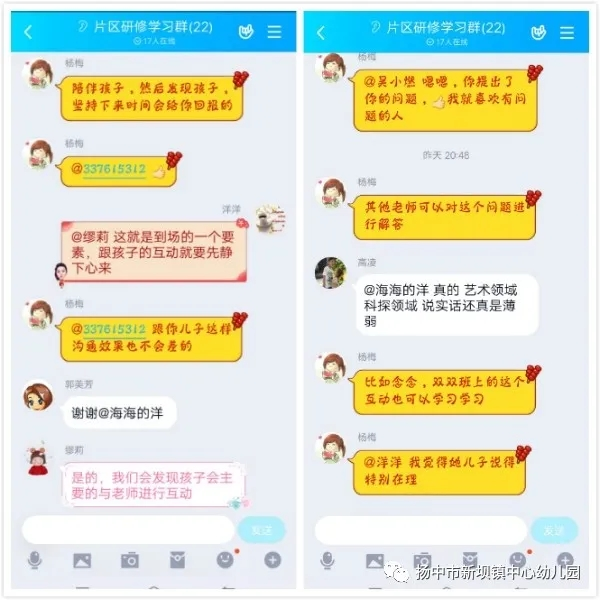 片区研修学习群(22)
17人在线
杨梅
陪伴孩子，然后发现孩子，
坚持下来时间会给你回报的
杨梅
@337615312
洋洋
@缪莉 这就是到场的一个要
素，跟孩子的互动就要先静
下心来
杨梅
@337615312 跟你儿子这样
沟通效果也不会差的
郭美芳
谢谢@海海的洋
缪莉
是的，我们会发现孩子会主
要的与老师进行互动
发送
片区研修学习群(22)
17人在线
杨梅
@吴小燃 嗯嗯，你提出了
你的问题，我就喜欢有问
题的人
昨天 20:48
杨梅
其他老师可以对这个问题进
行解答
高凌
@海海的洋 真的 艺术领域
科探领域 说实话还真是薄
弱
杨梅
比如念念，双双班上的这个
互动也可以学习学习
杨梅
@洋洋 我觉得她儿子说得
特别在理
发送
扬中市新坝镇中心幼儿园